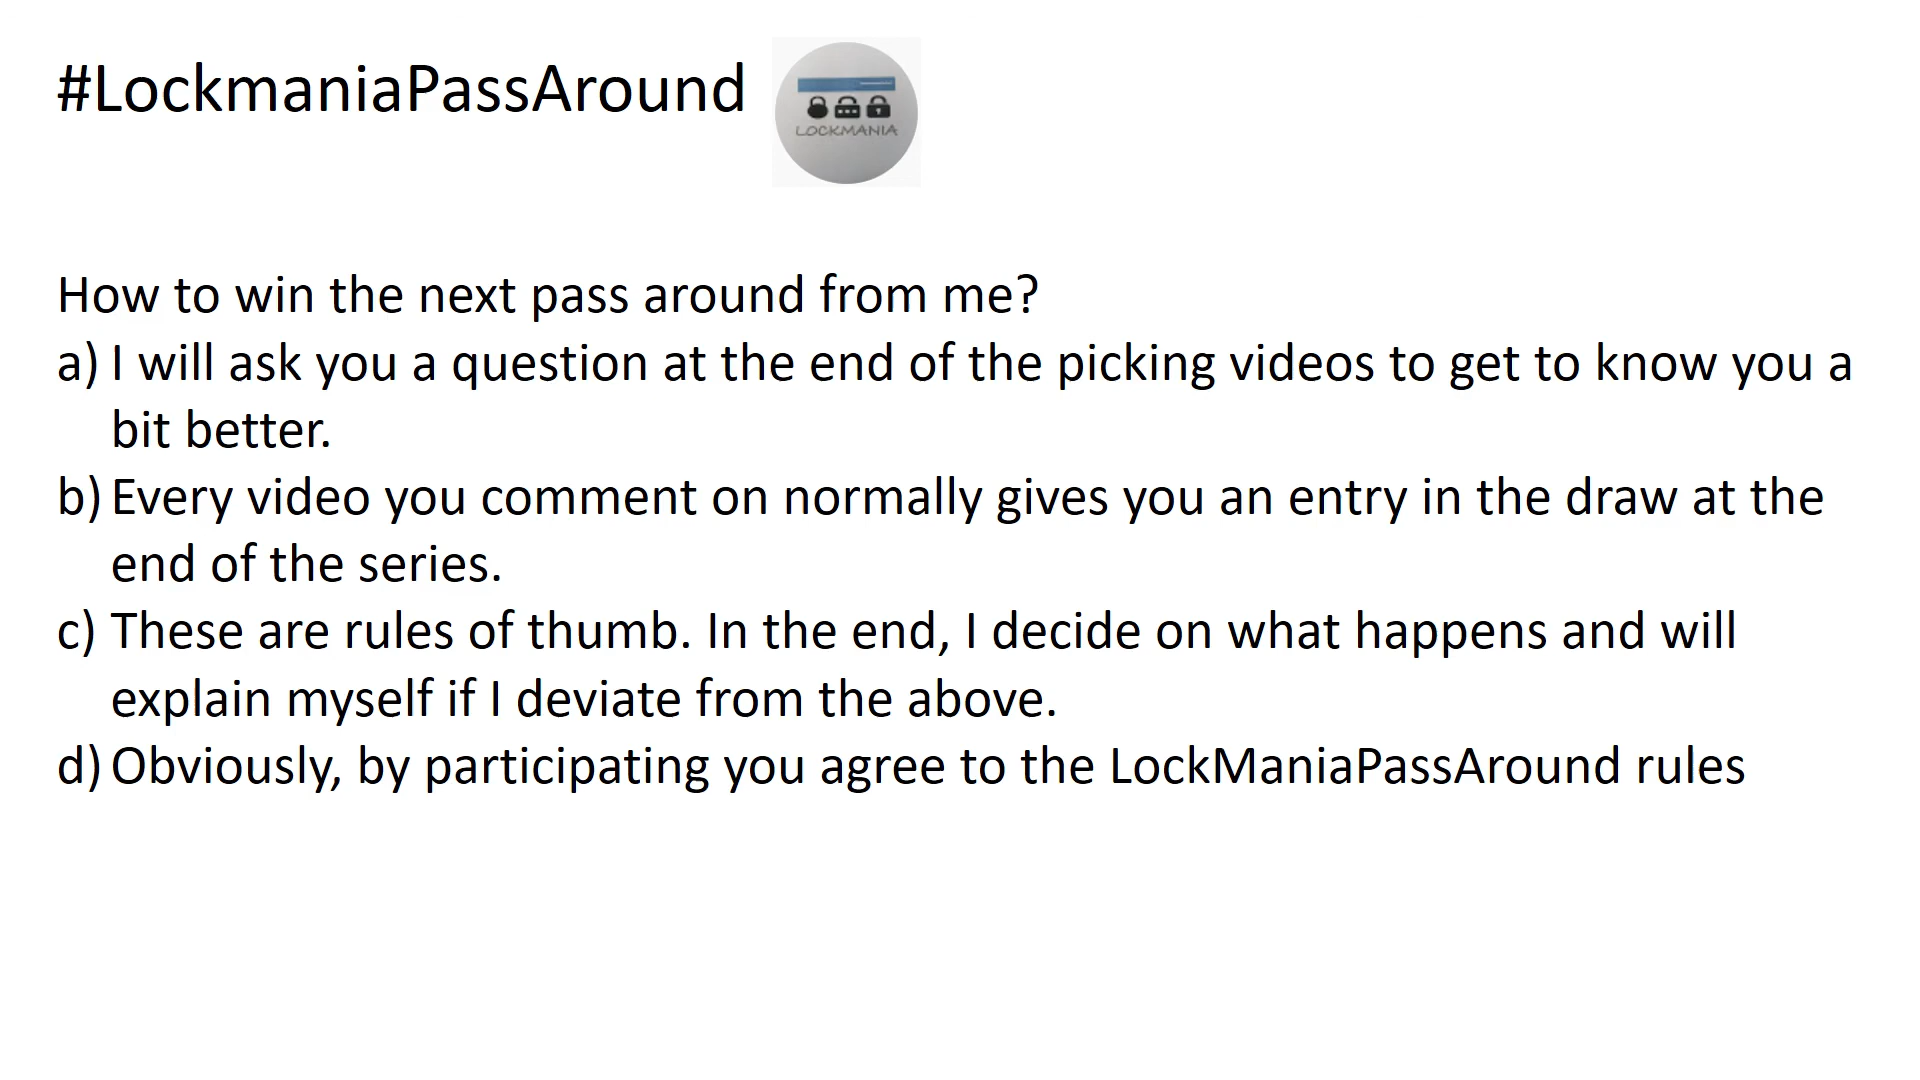 #LockmaniaPassAround
LOCKMANIA
How to win the next pass around from me?
a) I will ask you a question at the end of the picking videos to get to know you a
bit better.
b) Every video you comment on normally gives you an entry in the draw at the
end of the series.
c) These are rules of thumb. In the end, I decide on what happens and will
explain myself if I deviate from the above.
d) Obviously, by participating you agree to the LockManiaPassAround rules